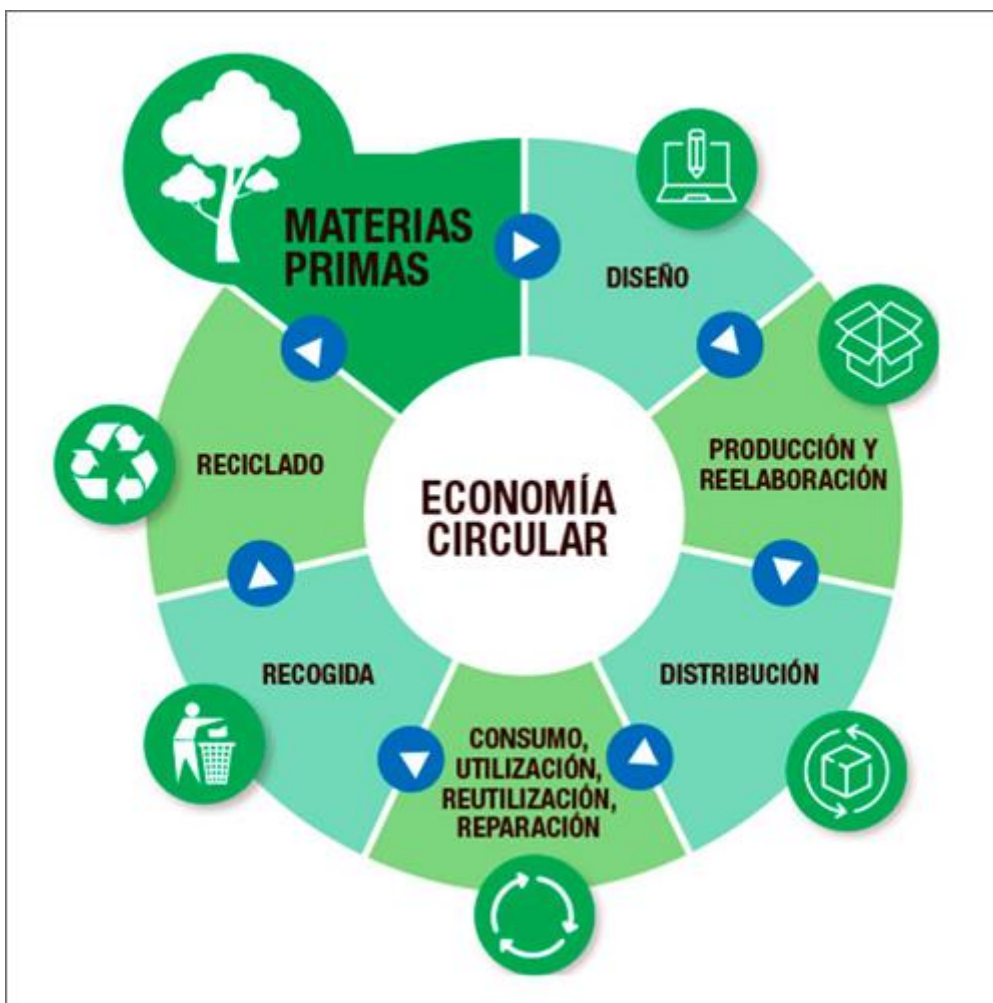 MATERIAS
PRIMAS
DISEÑO
PRODUCCIÓN Y
REELABORACIÓN
DISTRIBUCIÓN
CONSUMO,
UTILIZACIÓN,
REUTILIZACIÓN,
REPARACIÓN
RECOGIDA
RECICLADO
ECONOMÍA
CIRCULAR